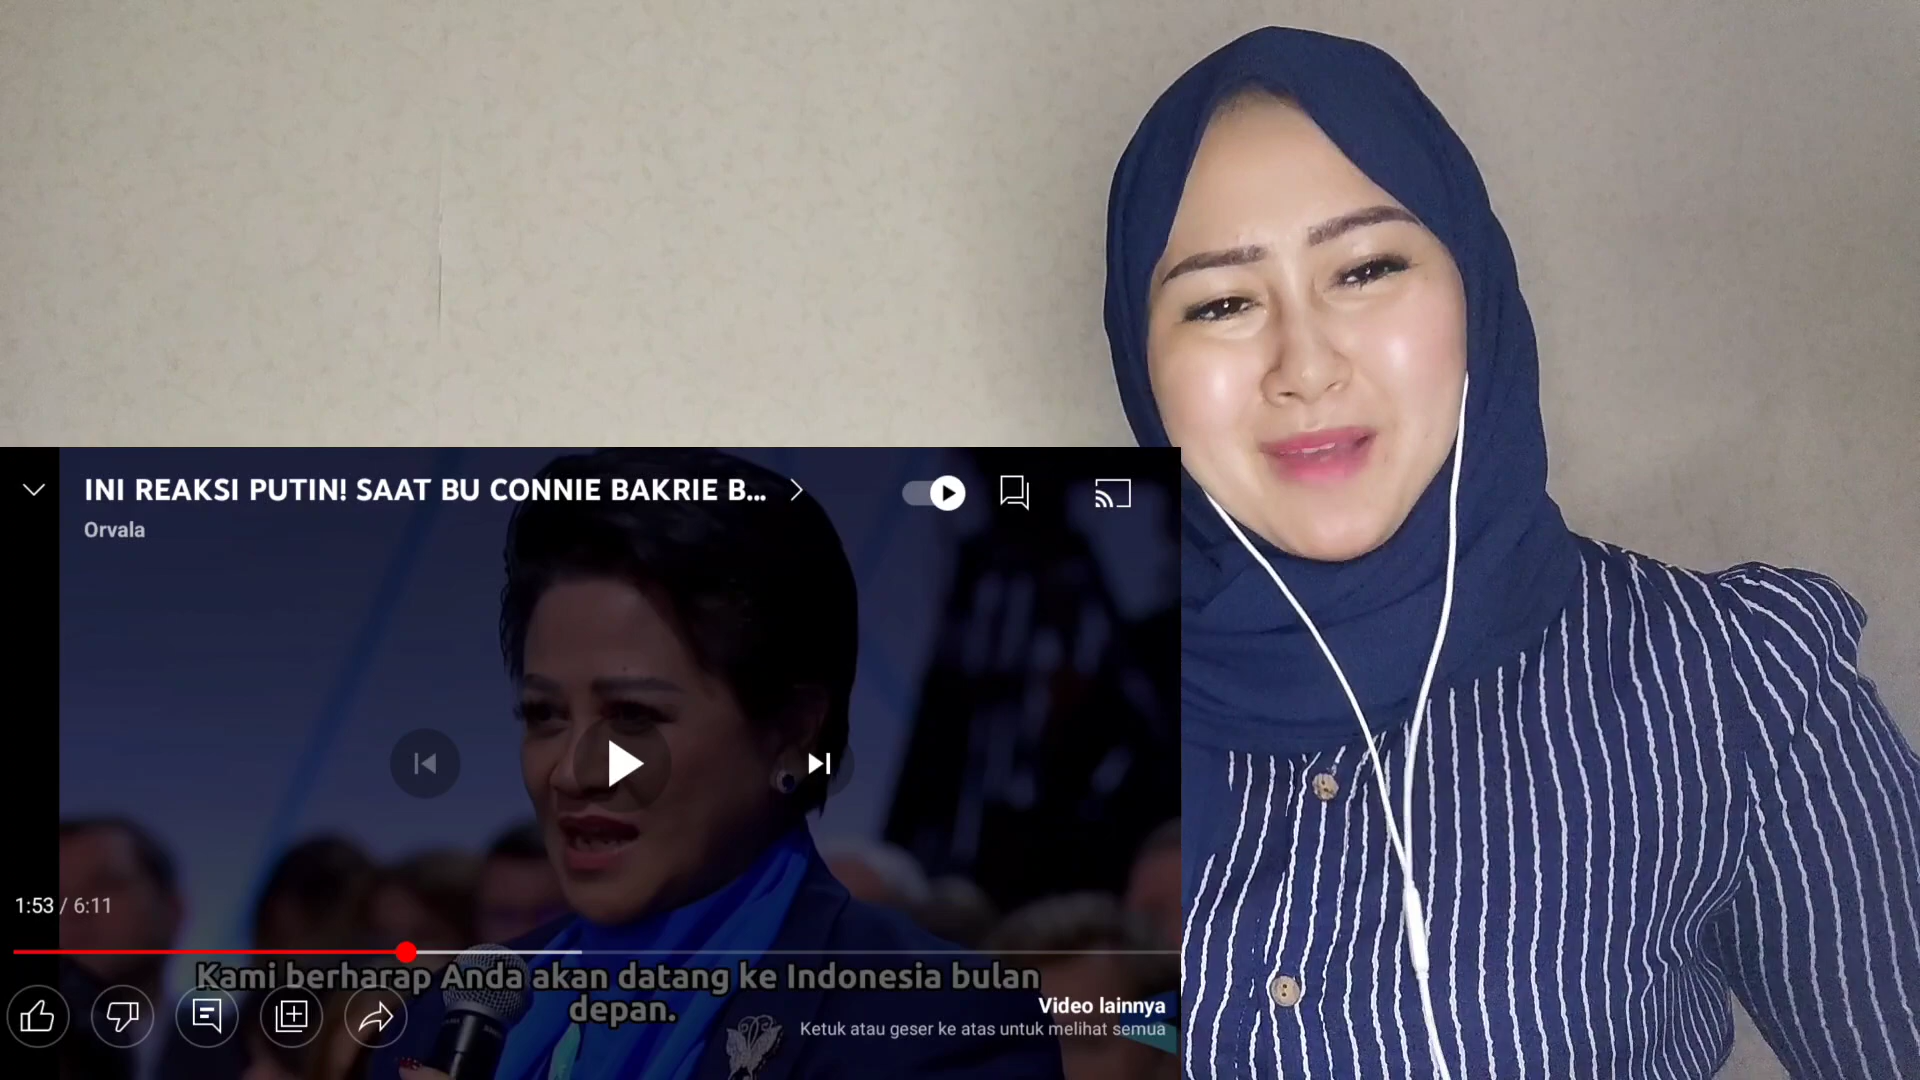 INI REAKSI PUTIN! SAAT BU CONNIE BAKRIE B...
Orvala
1:53 / 6:11
Kami berharap Anda akan datang ke Indonesia bulan
depan.
Video lainnya
Ketuk atau geser ke atas untuk melihat semua